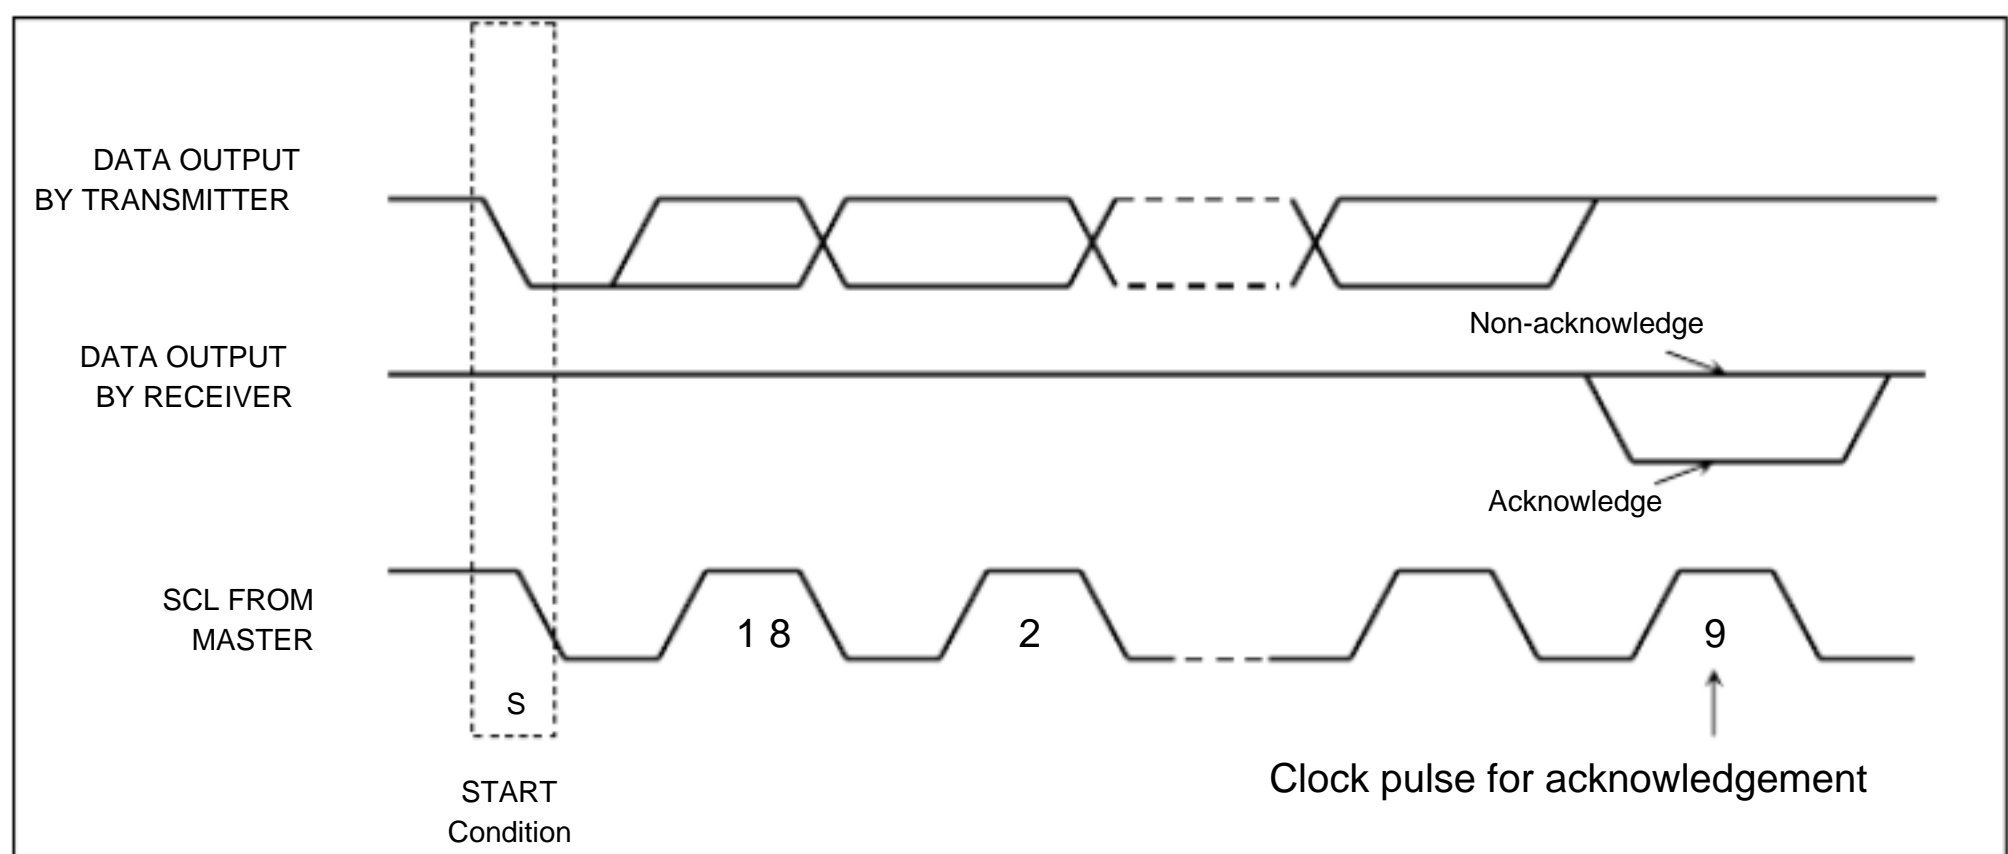 DATA OUTPUT
BY TRANSMITTER
Non-acknowledge
DATA OUTPUT
BY RECEIVER
Acknowledge
SCL FROM
MASTER
1 8
2
9
S
Clock pulse for acknowledgement
START
Condition